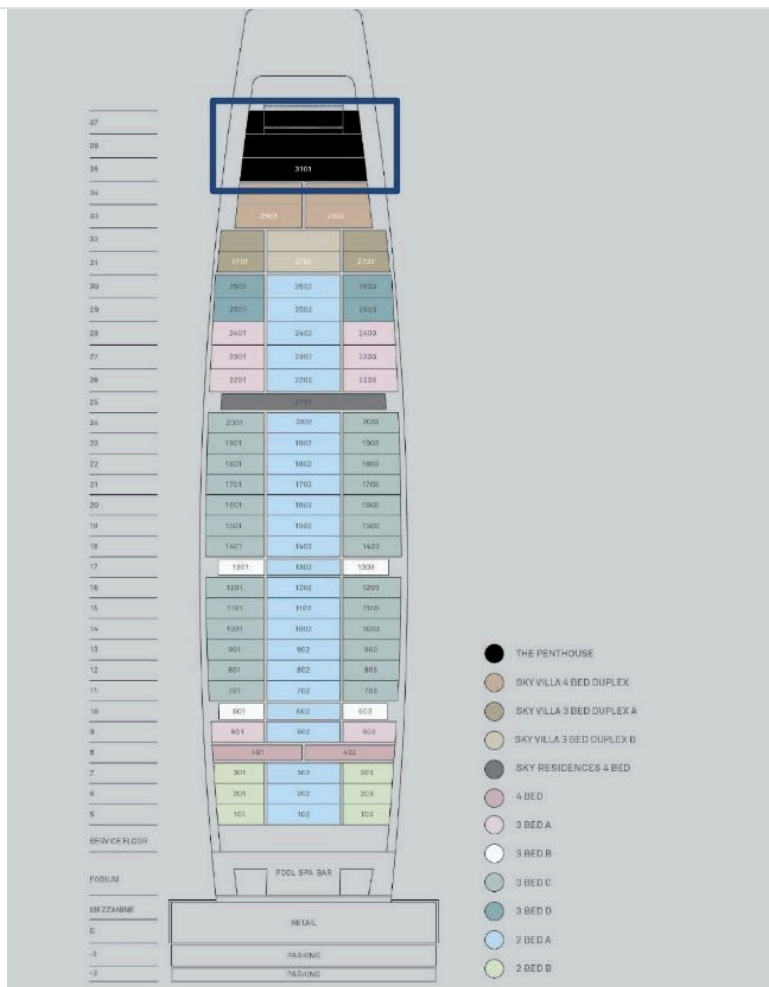 37
36
35 3101
34
33 2901 2902
32
31 2701 2702 2703
30 2601 2602 2603
29 2501 2502 2503
28 2401 2402 2403
27 2301 2302 2303
26 2201 2202 2203
25
24 2001 2002 2003
23 1901 1902 1903
22 1801 1802 1803
21 1701 1702 1703
20 1601 1602 1603
19 1501 1502 1503
18 1401 1402 1403
17 1301 1302 1303
16 1201 1202 1203
15 1101 1102 1103
14 1001 1002 1003
13 901 902 903
12 801 802 803
11 701 702 703
10 601 602 603
9 501 502 503
8 401 402
7 301 302 303
6 201 202 203
5 101 102 103
SERVICE FLOOR
PODIUM POOL SPA BAR
MEZZANINE
G RETAIL
PARKING
PARKING
THE PENTHOUSE
SKY VILLA 4 BED DUPLEX
SKY VILLA 3 BED DUPLEX A
SKY VILLA 3 BED DUPLEX B
SKY RESIDENCES 4 BED
4 BED
3 BED A
3 BED B
3 BED C
3 BED D
2 BED A
2 BED B